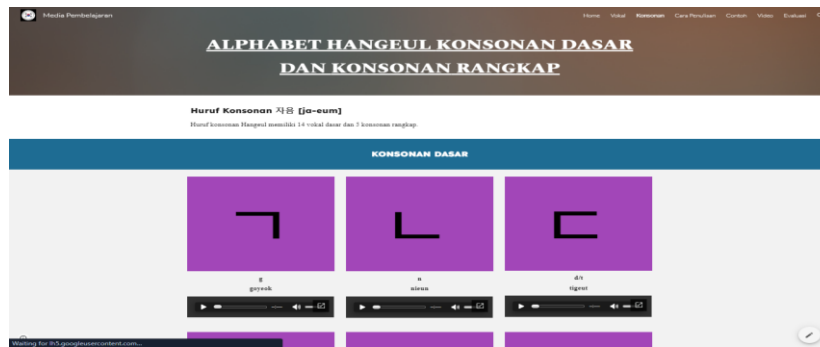 Media Pembelajaran
Home Vokal Konsonan Cara Penulisan Contoh Video Evaluasi
ALPHABET HANGEUL KONSONAN DASAR
DAN KONSONAN RANGKAP
Huruf Konsonan 자음 [ja-eum]
Huruf konsonan Hangeul memiliki 14 vokal dasar dan 5 konsonan rangkap.
KONSONAN DASAR
ㄱ ㄴ ㄷ
g n d/t
giyeok nieun tigeut
Waiting for lh5.googleusercontent.com...